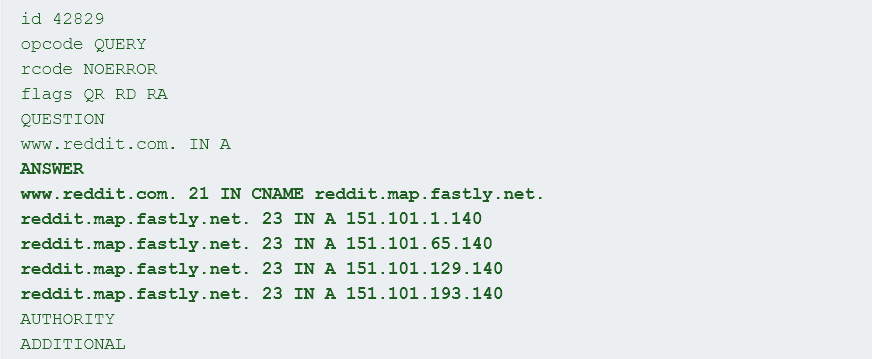 id 42829
opcode QUERY
rcode NOERROR
flags QR RD RA
QUESTION
www.reddit.com. IN A
ANSWER
www.reddit.com. 21 IN CNAME reddit.map.fastly.net.
reddit.map.fastly.net. 23 IN A 151.101.1.140
reddit.map.fastly.net. 23 IN A 151.101.65.140
reddit.map.fastly.net. 23 IN A 151.101.129.140
reddit.map.fastly.net. 23 IN A 151.101.193.140
AUTHORITY
ADDITIONAL